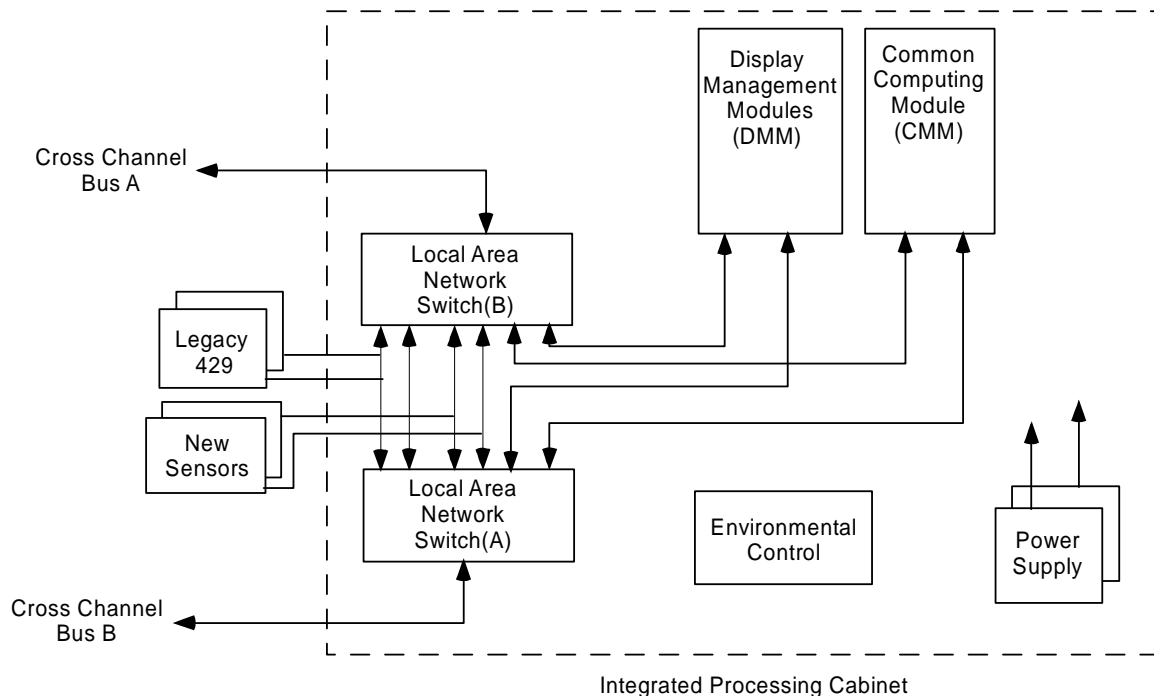 Display
Management
Modules
(DMM)
Common
Computing
Module
(CMM)
Cross Channel
Bus A
Local Area
Network
Switch(B)
Legacy
429
New
Sensors
Local Area
Network
Switch(A)
Environmental
Control
Power
Supply
Cross Channel
Bus B
Integrated Processing Cabinet